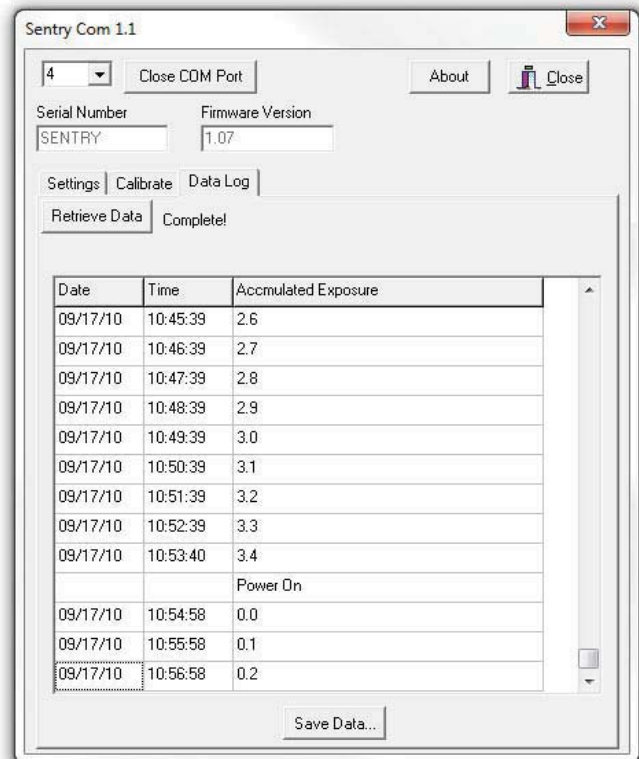 Sentry Com 1.1
4 Close COM Port About Close
Serial Number Firmware Version
SENTRY 1.07
Settings Calibrate Data Log
Retrieve Data Complete!
Date Time Accmulated Exposure
09/17/10 10:45:39 2.6
09/17/10 10:46:39 2.7
09/17/10 10:47:39 2.8
09/17/10 10:48:39 2.9
09/17/10 10:49:39 3.0
09/17/10 10:50:39 3.1
09/17/10 10:51:39 3.2
09/17/10 10:52:39 3.3
09/17/10 10:53:40 3.4
Power On
09/17/10 10:54:58 0.0
09/17/10 10:55:58 0.1
09/17/10 10:56:58 0.2
Save Data...